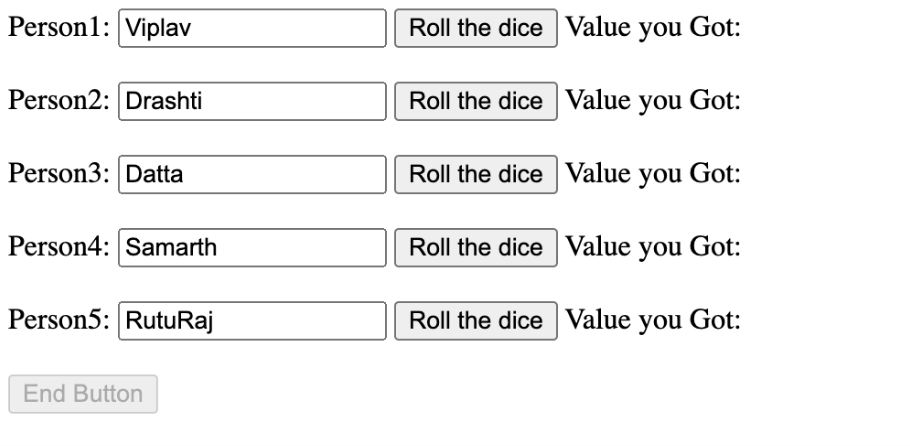 Person1: Viplav Roll the dice Value you Got:
Person2: Drashti Roll the dice Value you Got:
Person3: Datta Roll the dice Value you Got:
Person4: Samarth Roll the dice Value you Got:
Person5: RutuRaj Roll the dice Value you Got:
End Button